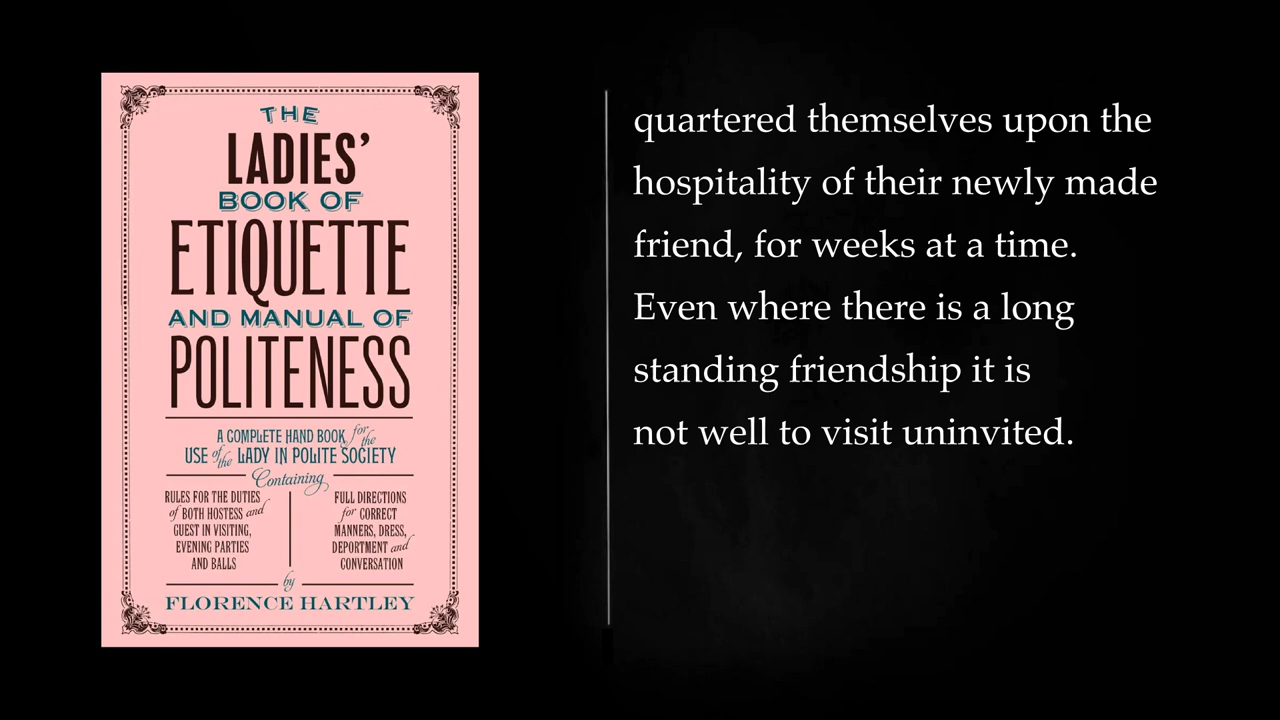 THE
LADIES'
BOOK OF
ETIQUETTE
AND MANUAL OF
POLITENESS
A COMPLETE HAND BOOK for the
USE of the LADY IN POLITE SOCIETY
Containing
RULES FOR THE DUTIES
of BOTH HOSTESS and
GUEST IN VISITING,
EVENING PARTIES
AND BALLS
FULL DIRECTIONS
for CORRECT
MANNERS, DRESS,
DEPORTMENT and
CONVERSATION
by
FLORENCE HARTLEY
quartered themselves upon the
hospitality of their newly made
friend, for weeks at a time.
Even where there is a long
standing friendship it is
not well to visit uninvited.